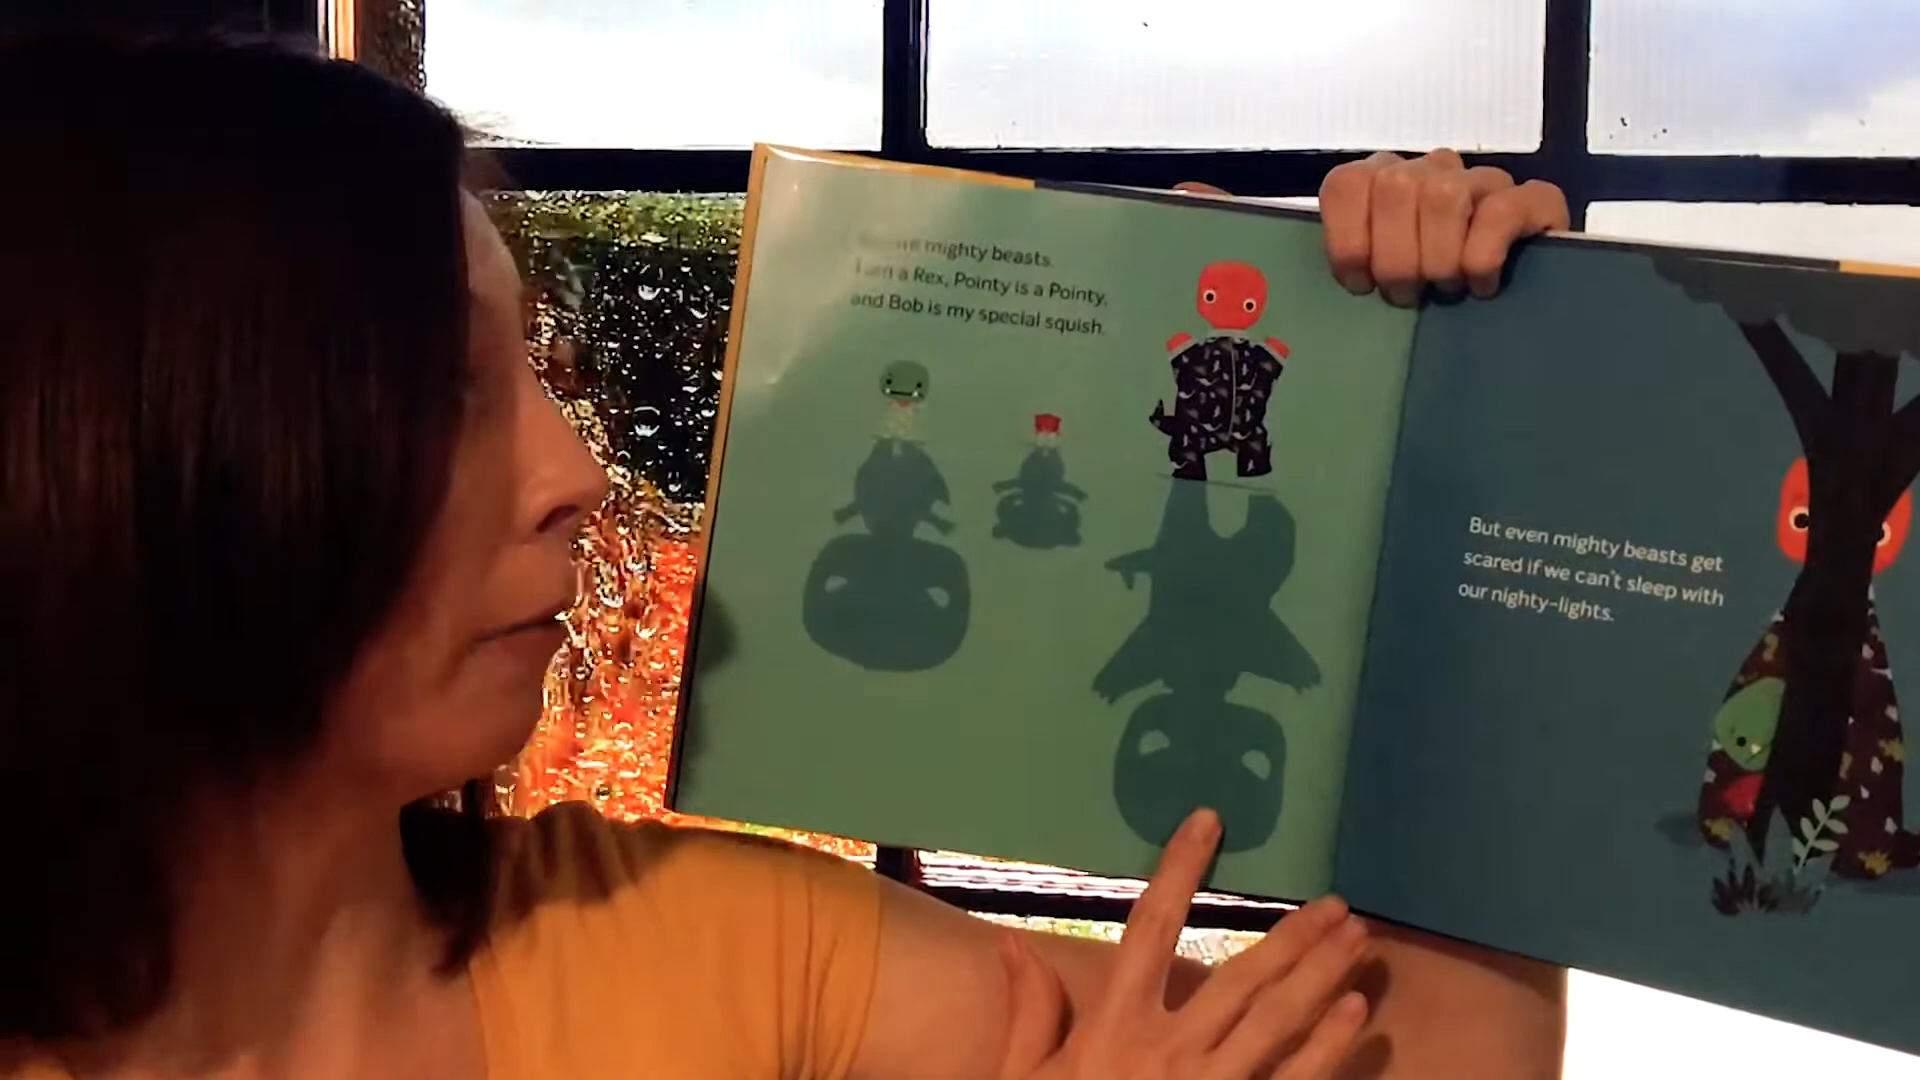 mighty beasts.
I am a Rex, Pointy is a Pointy,
and Bob is my special squish.
But even mighty beasts get
scared if we can't sleep with
our nighty-lights.